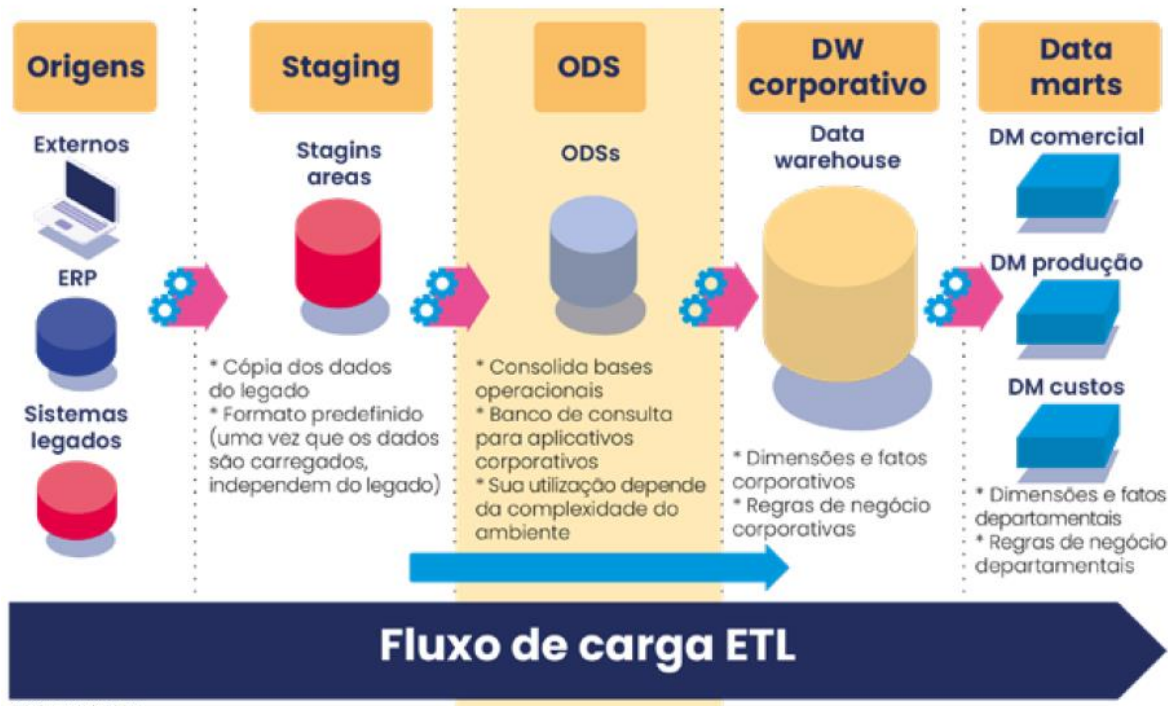 Origens
Externos
ERP
Sistemas
legados
Staging
Stagins
areas
* Cópia dos dados
do legado
* Formato predefinido
(uma vez que os dados
são carregados,
independem do legado)
ODS
ODSs
* Consolida bases
operacionais
* Banco de consulta
para aplicativos
corporativos
* Sua utilização depende
da complexidade do
ambiente
DW
corporativo
Data
warehouse
* Dimensões e fatos
corporativos
* Regras de negócio
corporativas
Data
marts
DM comercial
DM produção
DM custos
* Dimensões e fatos
departamentais
* Regras de negócio
departamentais
Fluxo de carga ETL